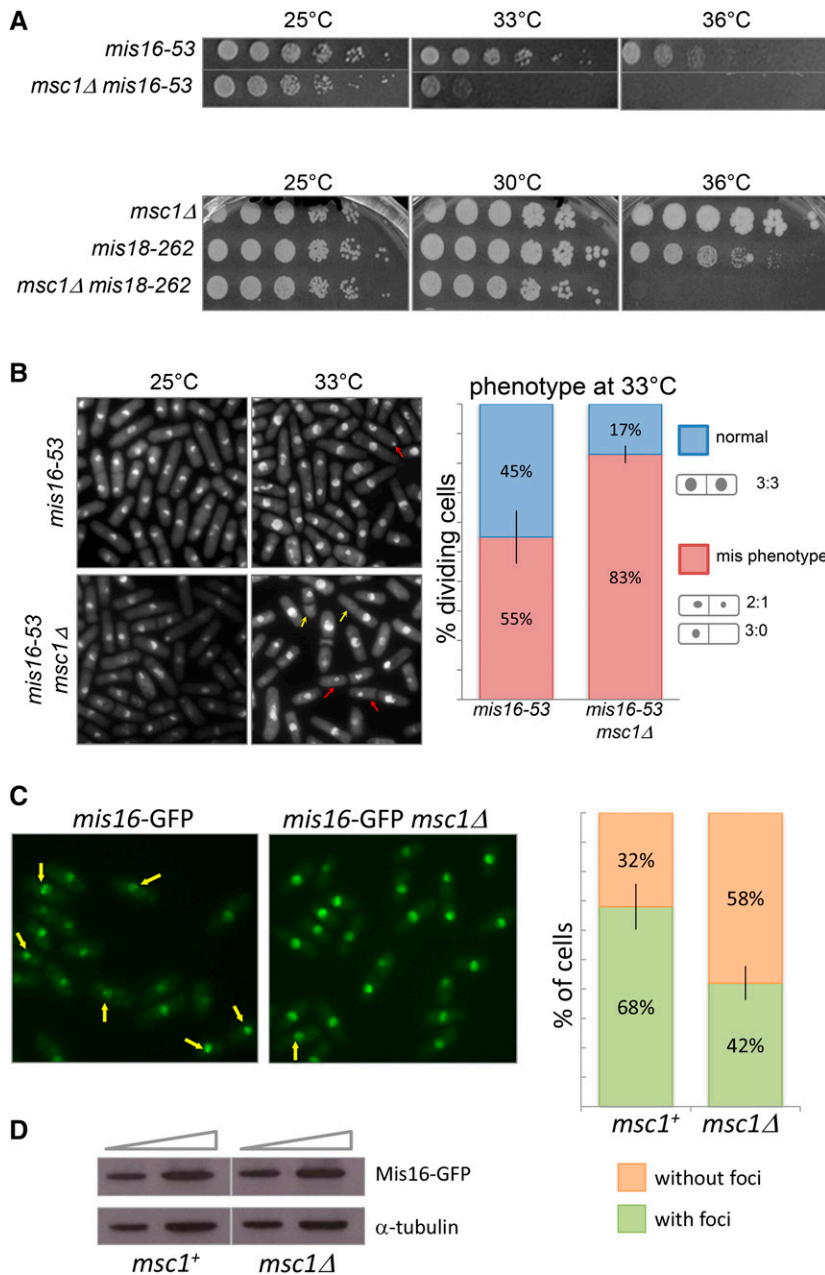 A
25°C 33°C 36°C
mis16-53
msc1Δ mis16-53
25°C 30°C 36°C
msc1Δ
mis18-262
msc1Δ mis18-262
B
25°C 33°C
mis16-53
mis16-53
msc1Δ
phenotype at 33°C
% dividing cells
45%
55%
17%
83%
mis16-53
mis16-53
msc1Δ
normal
3:3
mis phenotype
2:1
3:0
C
mis16-GFP
mis16-GFP msc1Δ
% of cells
32%
68%
58%
42%
msc1+
msc1Δ
without foci
with foci
D
Mis16-GFP
α-tubulin
msc1+
msc1Δ